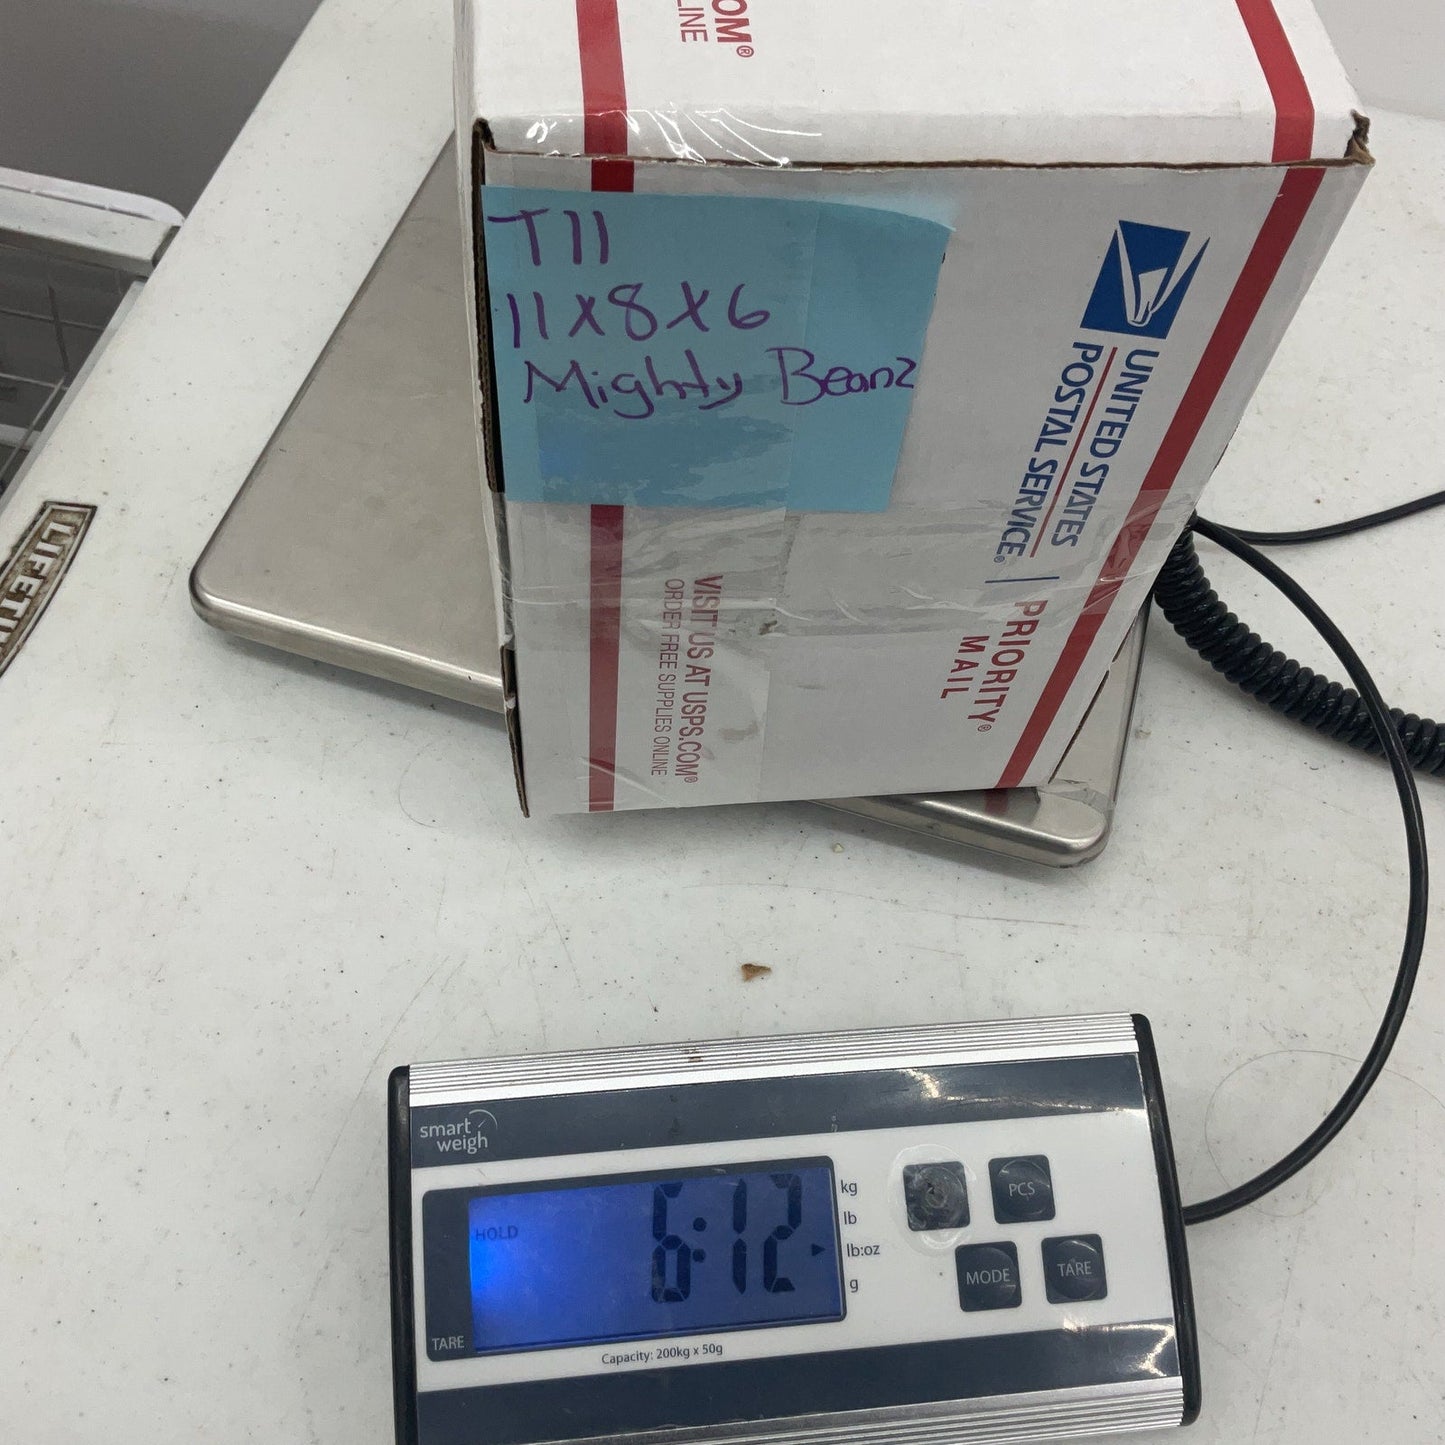 OM®
LINE
T11
11x8x6
Mighty Beanz
UNITED STATES
POSTAL SERVICE®
PRIORITY®
MAIL
VISIT US AT USPS.COM®
ORDER FREE SUPPLIES ONLINE
LIFETI
smart
weigh
HOLD
6:12
kg
lb
lb:oz
g
TARE
Capacity: 200kg x 50g
PCS
MODE
TARE